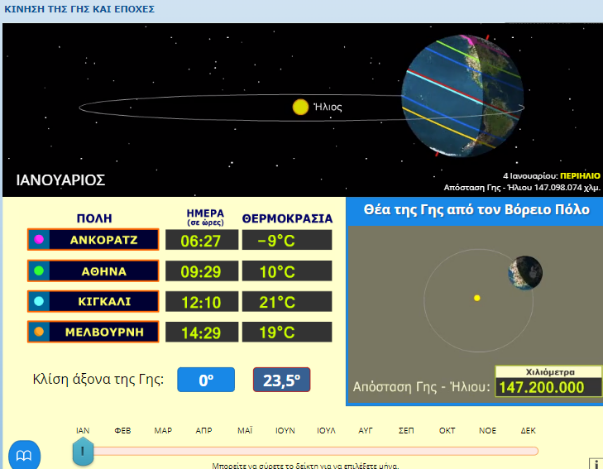 ΚΙΝΗΣΗ ΤΗΣ ΓΗΣ ΚΑΙ ΕΠΟΧΕΣ
Ήλιος
ΙΑΝΟΥΑΡΙΟΣ
4 Ιανουαρίου: ΠΕΡΙΗΛΙΟ
Απόσταση Γης - Ήλιου 147.098.074 χλμ.
ΠΟΛΗ ΗΜΕΡΑ (σε ώρες) ΘΕΡΜΟΚΡΑΣΙΑ
ΑΝΚΟΡΑΤΖ 06:27 -9°C
ΑΘΗΝΑ 09:29 10°C
ΚΙΓΚΑΛΙ 12:10 21°C
ΜΕΛΒΟΥΡΝΗ 14:29 19°C
Κλίση άξονα της Γης: 0° 23,5°
Θέα της Γης από τον Βόρειο Πόλο
Χιλιόμετρα
Απόσταση Γης - Ήλιου: 147.200.000
ΙΑΝ ΦΕΒ ΜΑΡ ΑΠΡ ΜΑΪ ΙΟΥΝ ΙΟΥΛ ΑΥΓ ΣΕΠ ΟΚΤ ΝΟΕ ΔΕΚ
Μπορείτε να σύρετε το δείκτη για να επιλέξετε μήνα.
i